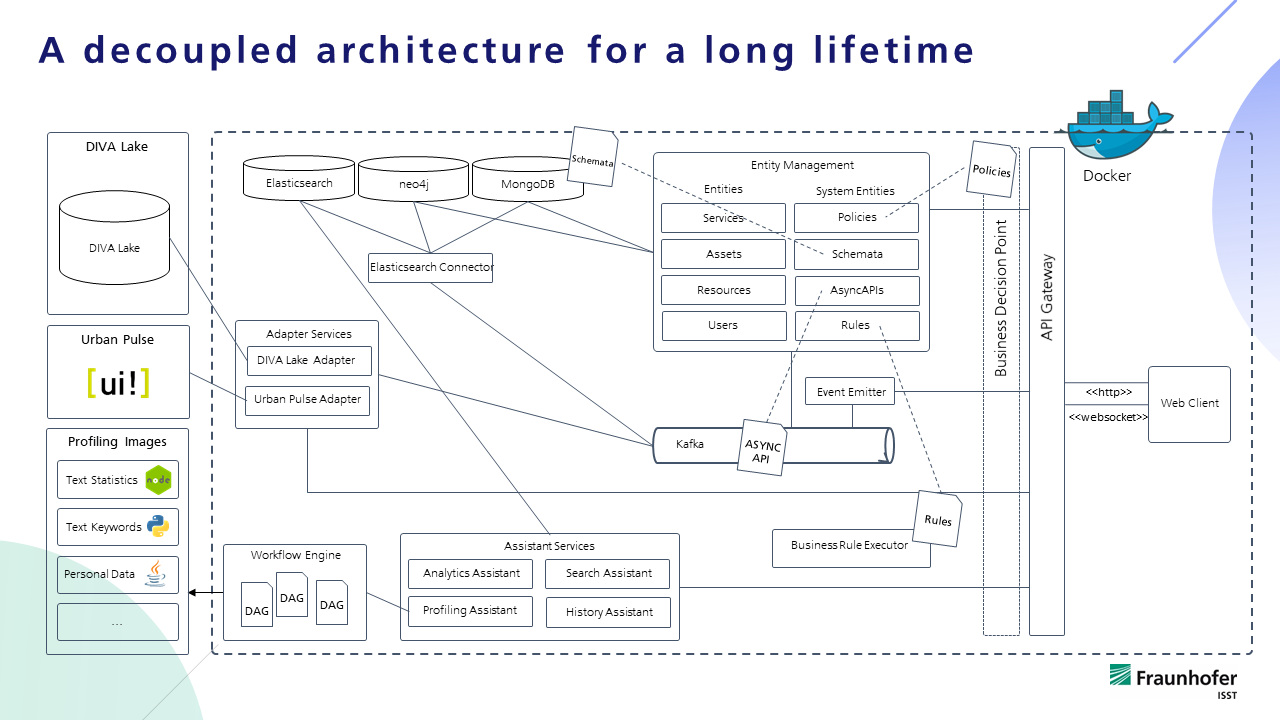 A decoupled architecture for a long lifetime
DIVA Lake
DIVA Lake
Urban Pulse
[ui!]
Profiling Images
Text Statistics
node
Text Keywords
Personal Data
...
Elasticsearch
neo4j
MongoDB
Schemata
Elasticsearch Connector
Adapter Services
DIVA Lake Adapter
Urban Pulse Adapter
Entity Management
Entities
System Entities
Services
Policies
Assets
Schemata
Resources
AsyncAPIs
Users
Rules
Policies
Event Emitter
Kafka
ASYNC
API
Rules
Business Rule Executor
Workflow Engine
DAG
DAG
DAG
Assistant Services
Analytics Assistant
Search Assistant
Profiling Assistant
History Assistant
Business Decision Point
API Gateway
Docker
<<http>>
<<websocket>>
Web Client
Fraunhofer
ISST